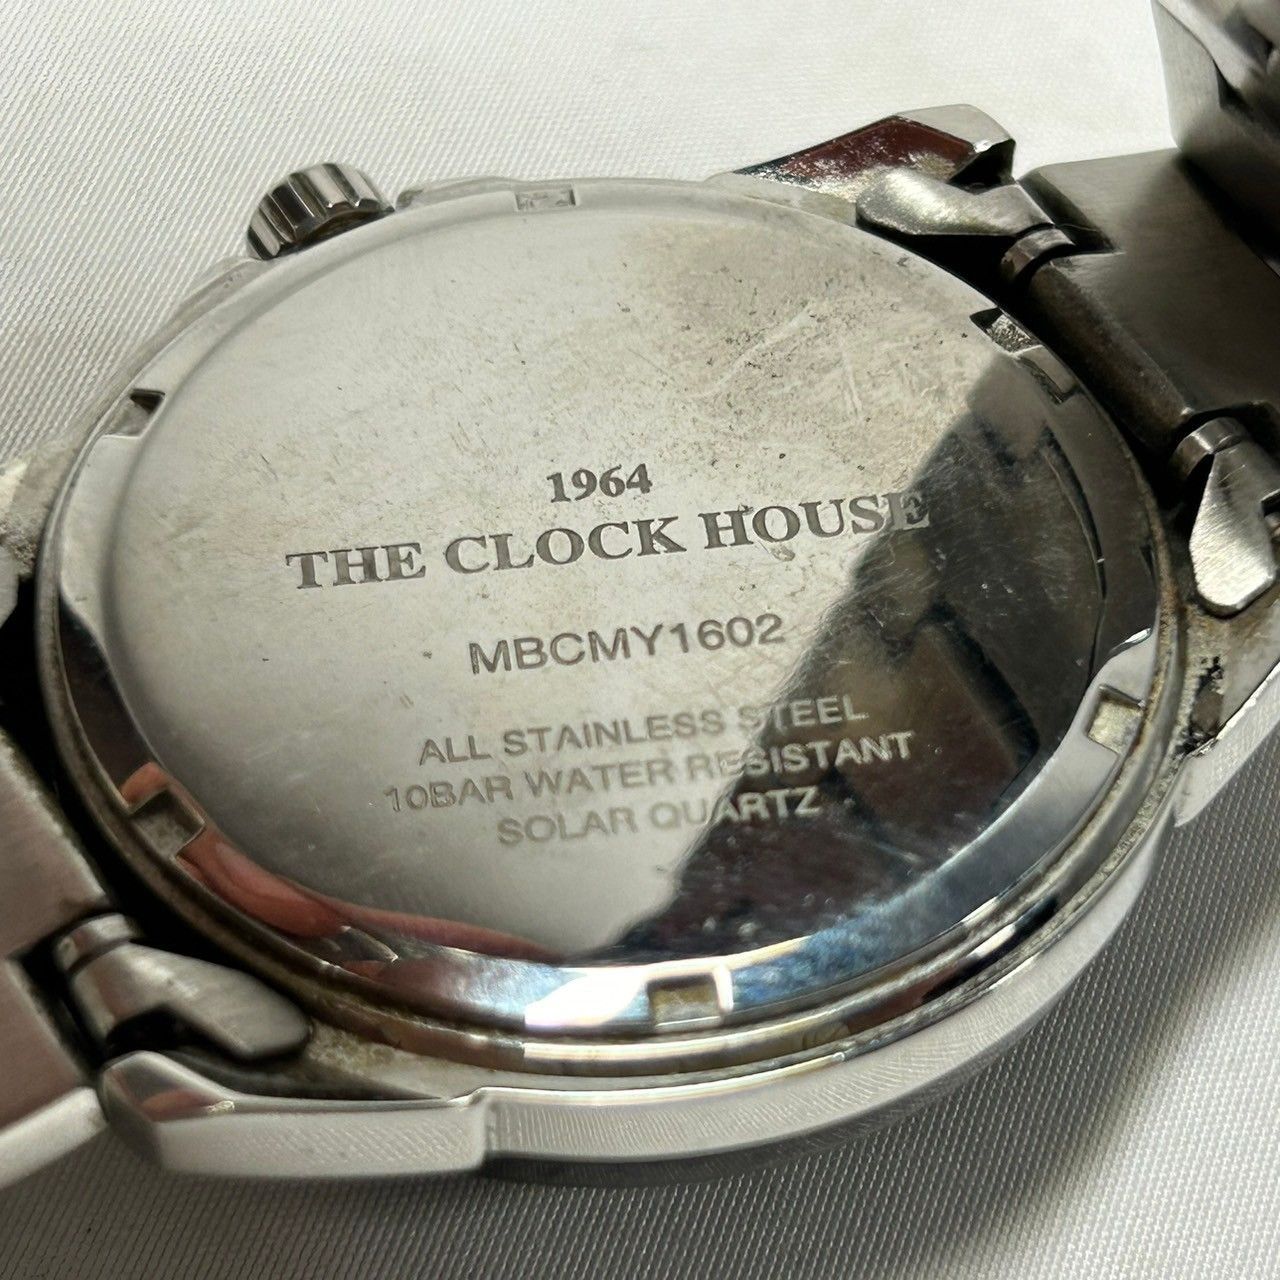 1964
THE CLOCK HOUSE
MBCMY1602
ALL STAINLESS STEEL
10BAR WATER RESISTANT
SOLAR QUARTZ